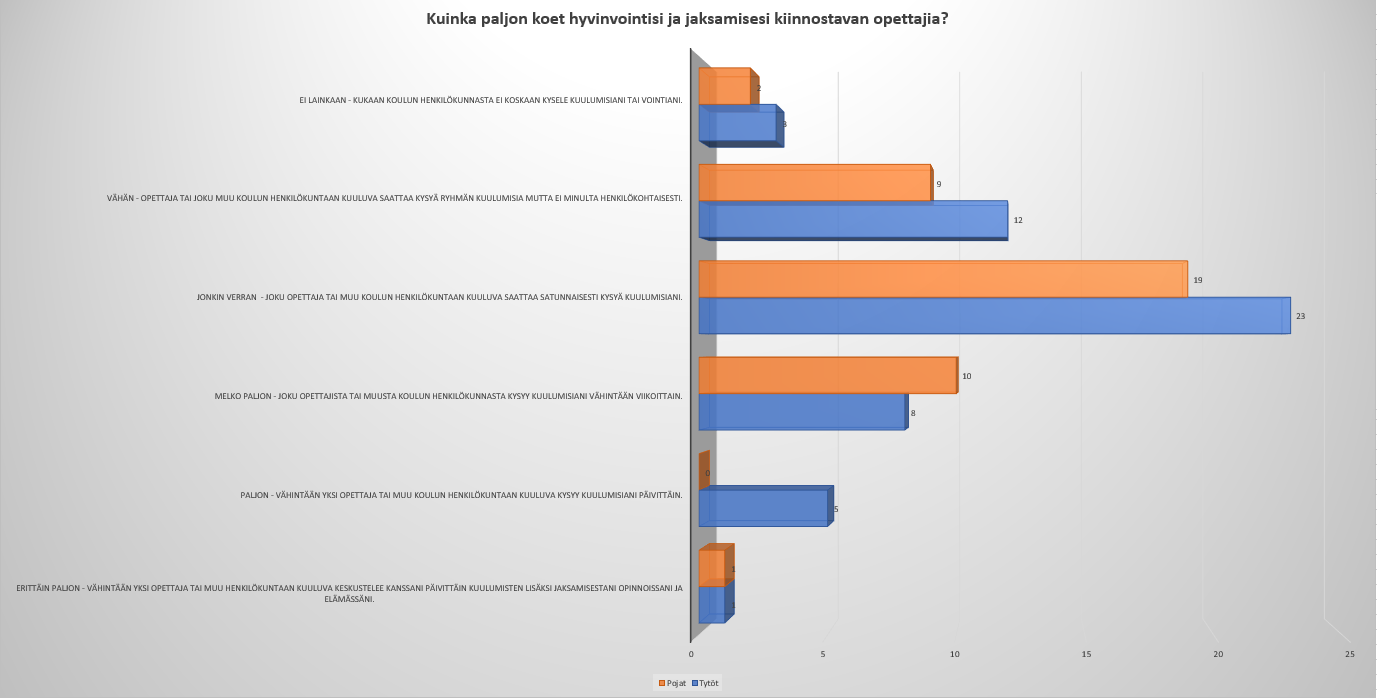 Kuinka paljon koet hyvinvointisi ja jaksamisesi kiinnostavan opettajia?
EI LAINKAAN - KUKAAN KOULUN HENKILÖKUNNASTA EI KOSKAAN KYSELE KUULUMISIANI TAI VOINTIANI.
2
3
VÄHÄN - OPETTAJA TAI JOKU MUU KOULUN HENKILÖKUNTAAN KUULUVA SAATTAA KYSYÄ RYHMÄN KUULUMISIA MUTTA EI MINULTA HENKILÖKOHTAISESTI.
9
12
JONKIN VERRAN - JOKU OPETTAJA TAI MUU KOULUN HENKILÖKUNTAAN KUULUVA SAATTAA SATUNNAISESTI KYSYÄ KUULUMISIANI.
19
23
MELKO PALJON - JOKU OPETTAJISTA TAI MUUSTA KOULUN HENKILÖKUNNASTA KYSYY KUULUMISIANI VÄHINTÄÄN VIIKOITTAIN.
10
8
PALJON - VÄHINTÄÄN YKSI OPETTAJA TAI MUU KOULUN HENKILÖKUNTAAN KUULUVA KYSYY KUULUMISIANI PÄIVITTÄIN.
0
5
ERITTÄIN PALJON - VÄHINTÄÄN YKSI OPETTAJA TAI MUU HENKILÖKUNTAAN KUULUVA KESKUSTELEE KANSSANI PÄIVITTÄIN KUULUMISTEN LISÄKSI JAKSAMISESTANI OPINNOISSANI JA
ELÄMÄSSÄNI.
1
1
0 5 10 15 20 25
Pojat Tytöt